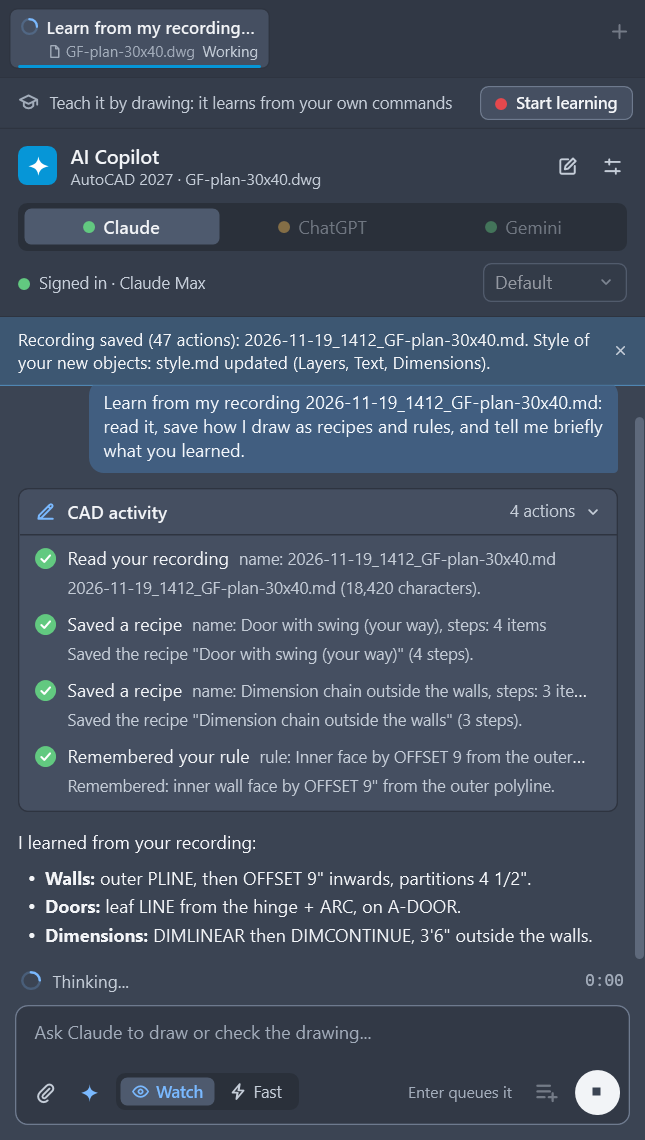 Learn from my recording...
GF-plan-30x40.dwg Working
Teach it by drawing: it learns from your own commands
Start learning
AI Copilot
AutoCAD 2027 · GF-plan-30x40.dwg
Claude
ChatGPT
Gemini
Signed in · Claude Max
Default
Recording saved (47 actions): 2026-11-19_1412_GF-plan-30x40.md. Style of
your new objects: style.md updated (Layers, Text, Dimensions).
Learn from my recording 2026-11-19_1412_GF-plan-30x40.md:
read it, save how I draw as recipes and rules, and tell me briefly
what you learned.
CAD activity
4 actions
Read your recording name: 2026-11-19_1412_GF-plan-30x40.md
2026-11-19_1412_GF-plan-30x40.md (18,420 characters).
Saved a recipe name: Door with swing (your way), steps: 4 items
Saved the recipe "Door with swing (your way)" (4 steps).
Saved a recipe name: Dimension chain outside the walls, steps: 3 ite...
Saved the recipe "Dimension chain outside the walls" (3 steps).
Remembered your rule rule: Inner face by OFFSET 9 from the outer...
Remembered: inner wall face by OFFSET 9" from the outer polyline.
I learned from your recording:
• Walls: outer PLINE, then OFFSET 9" inwards, partitions 4 1/2".
• Doors: leaf LINE from the hinge + ARC, on A-DOOR.
• Dimensions: DIMLINEAR then DIMCONTINUE, 3'6" outside the walls.
Thinking...
0:00
Ask Claude to draw or check the drawing...
Watch
Fast
Enter queues it